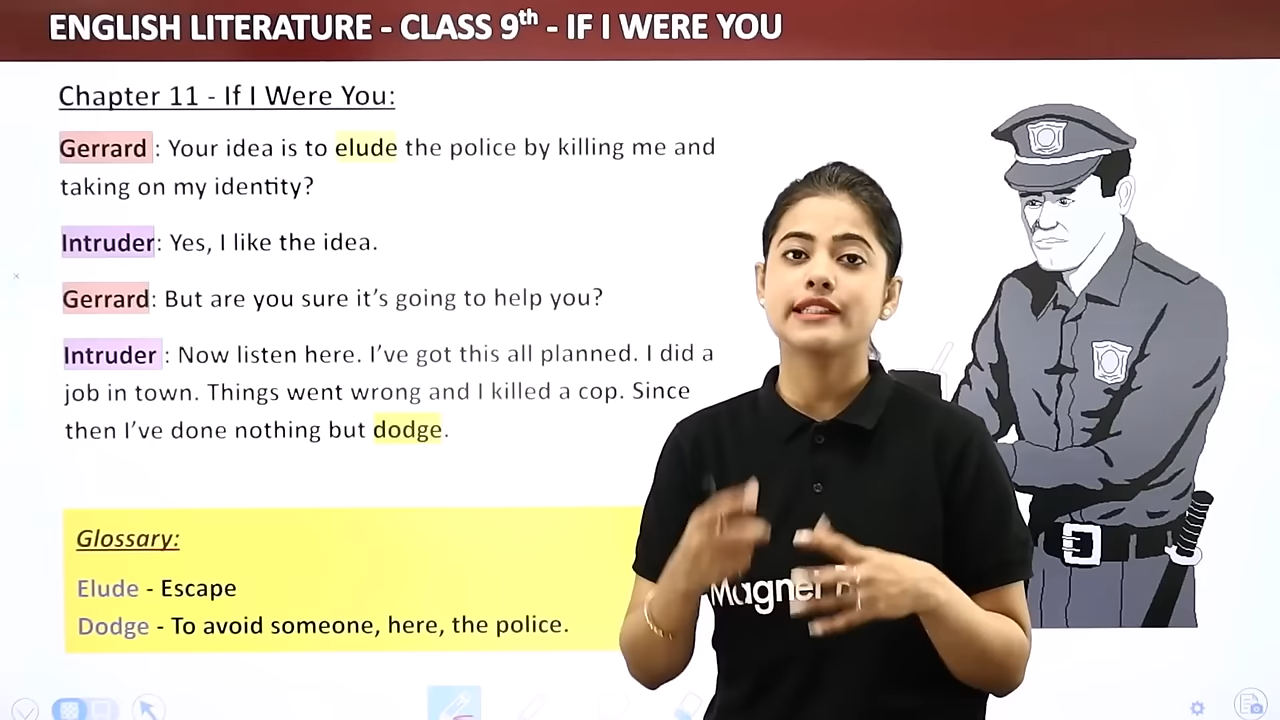 ENGLISH LITERATURE - CLASS 9th - IF I WERE YOU
Chapter 11 - If I Were You:
Gerrard : Your idea is to elude the police by killing me and
taking on my identity?
Intruder: Yes, I like the idea.
Gerrard: But are you sure it's going to help you?
Intruder : Now listen here. I've got this all planned. I did a
job in town. Things went wrong and I killed a cop. Since
then I've done nothing but dodge.
Glossary:
Elude - Escape
Dodge - To avoid someone, here, the police.